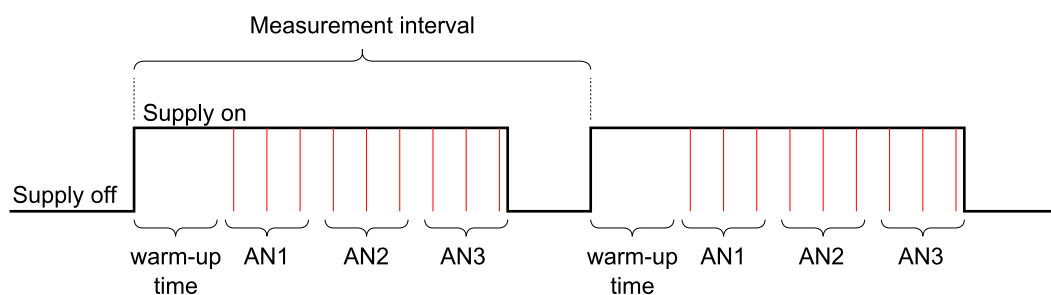 Measurement interval
Supply on
Supply off
warm-up
time
AN1
AN2
AN3
warm-up
time
AN1
AN2
AN3